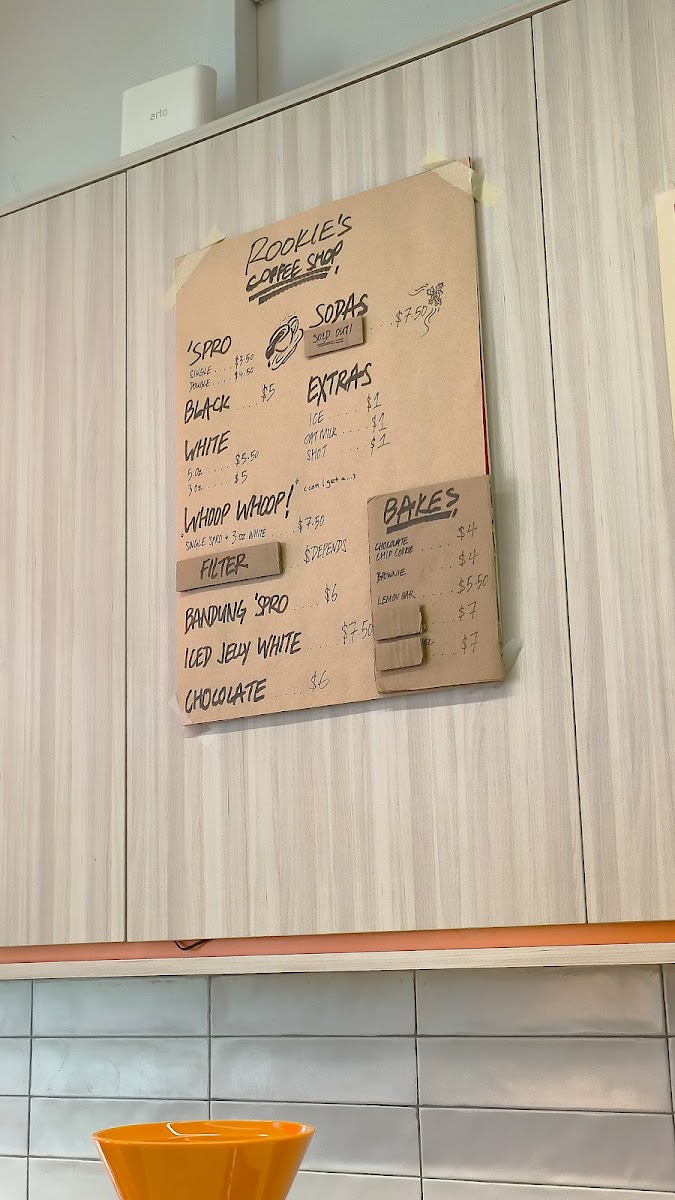 arlo
ROOKIE'S
COFFEE SHOP!
'SPRO
SINGLE .... $3.50
DOUBLE .... $4.50
BLACK .... $5
WHITE
5 oz ..... $5.50
3 oz ..... $5
"WHOOP WHOOP!" (can I get a...)
SINGLE SPRO + 3 oz WHITE .... $7.50
FILTER $DEPENDS
BANDUNG 'SPRO .... $6
ICED JELLY WHITE .... $7.50
CHOCOLATE ..... $6
SODAS
SOLD OUT! ... $7.50
EXTRAS
ICE ..... $1
OAT MILK .... $1
SHOT ..... $1
BAKES
CHOCOLATE
CHIP COOKIE ..... $4
BROWNIE ..... $4
LEMON BAR ..... $5.50
$7
$7